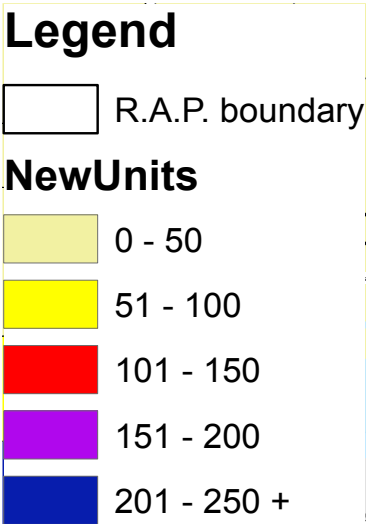 Legend
R.A.P. boundary
NewUnits
0 - 50
51 - 100
101 - 150
151 - 200
201 - 250 +